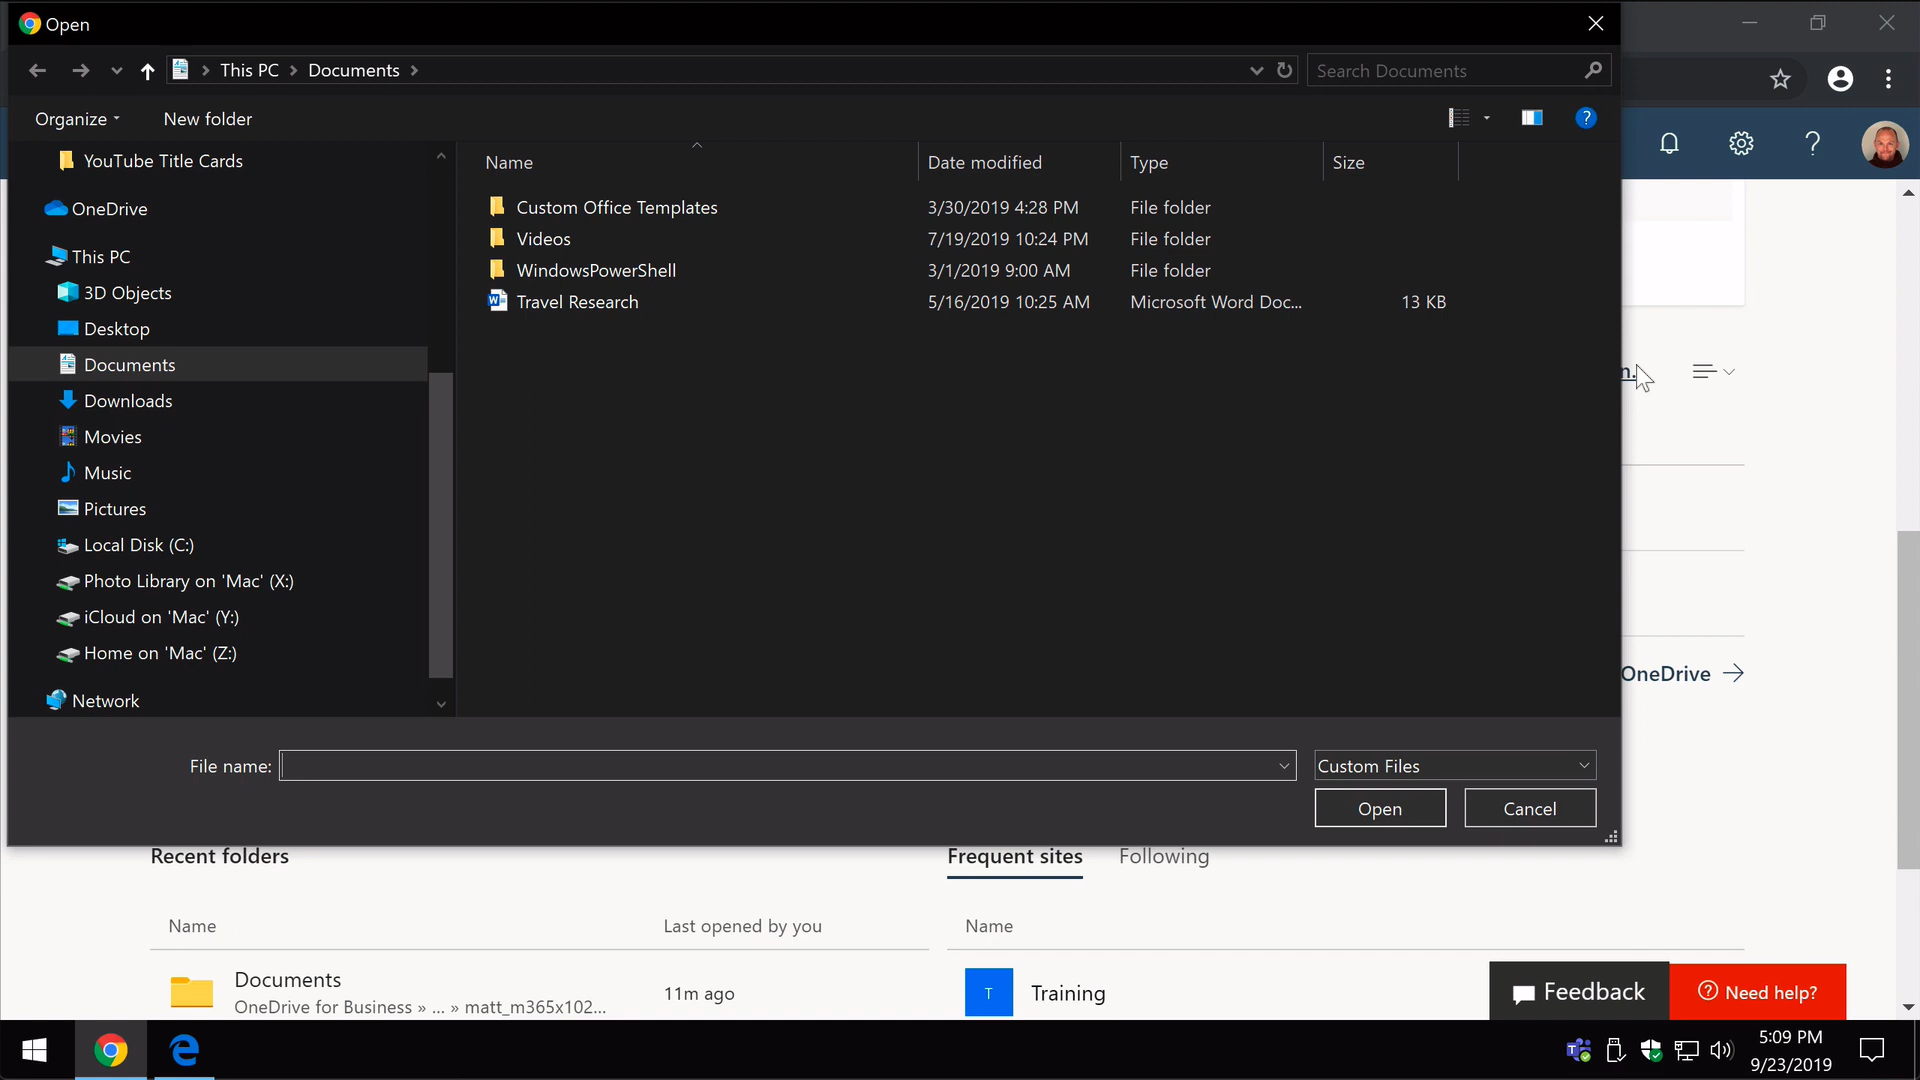 Open
This PC
Documents
Search Documents
Organize
New folder
?
YouTube Title Cards
OneDrive
This PC
3D Objects
Desktop
Documents
Downloads
Movies
Music
Pictures
Local Disk (C:)
Photo Library on 'Mac' (X:)
iCloud on 'Mac' (Y:)
Home on 'Mac' (Z:)
Network
Name Date modified Type Size
Custom Office Templates 3/30/2019 4:28 PM File folder
Videos 7/19/2019 10:24 PM File folder
WindowsPowerShell 3/1/2019 9:00 AM File folder
Travel Research 5/16/2019 10:25 AM Microsoft Word Doc... 13 KB
n.
OneDrive
File name:
Custom Files
Open
Cancel
Recent folders
Name Last opened by you
Documents
OneDrive for Business » ... » matt_m365x102...
11m ago
Frequent sites Following
Name
T
Training
Feedback
Need help?
5:09 PM
9/23/2019